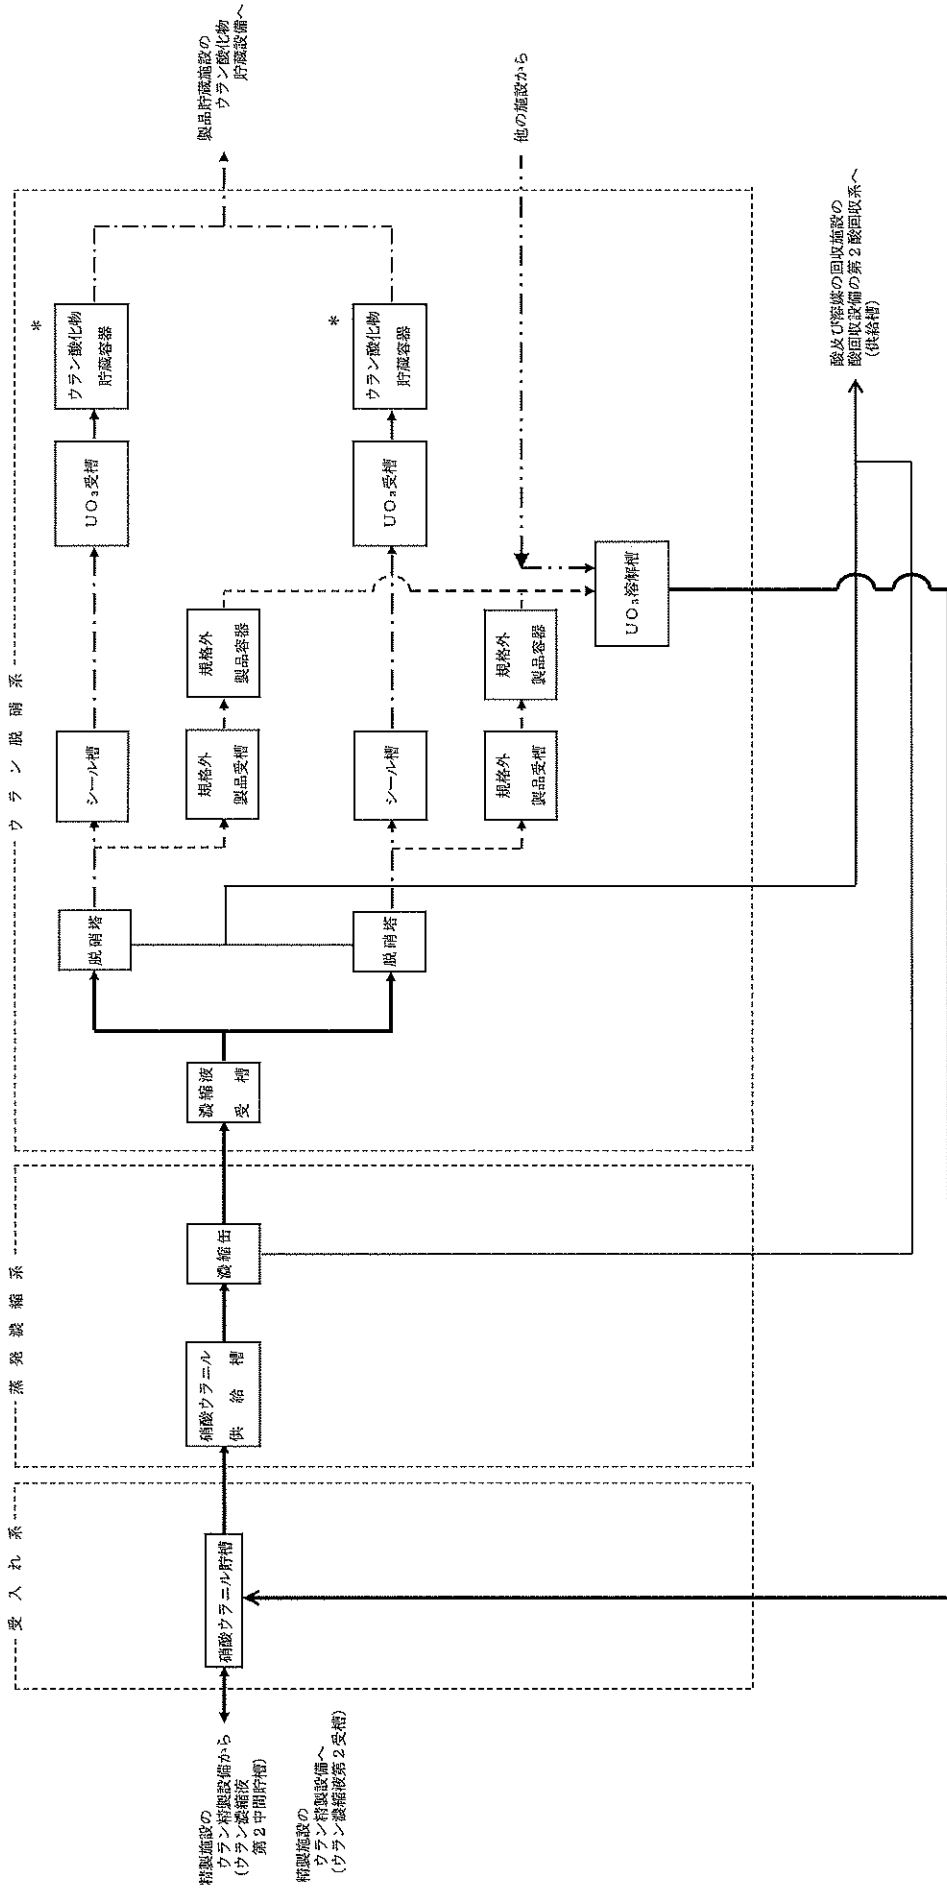 受入れ系
蒸発濃縮系
ウラン脱硝系
精製施設の
ウラン精製設備から
(ウラン濃縮液
第2中間貯槽)
精製施設の
ウラン精製設備へ
(ウラン濃縮液第2受槽)
硝酸ウラニル貯槽
硝酸ウラニル
供給槽
濃縮缶
濃縮液
受槽
脱硝塔
シール槽
UO₃受槽
*
ウラン酸化物
貯蔵容器
規格外
製品受槽
規格外
製品容器
脱硝塔
シール槽
UO₃受槽
*
ウラン酸化物
貯蔵容器
規格外
製品受槽
規格外
製品容器
UO₃溶解槽
製品貯蔵施設の
ウラン酸化物
貯蔵設備へ
他の施設から
酸及び溶媒の回収施設の
酸回収設備の第2酸回収系へ
(供給槽)